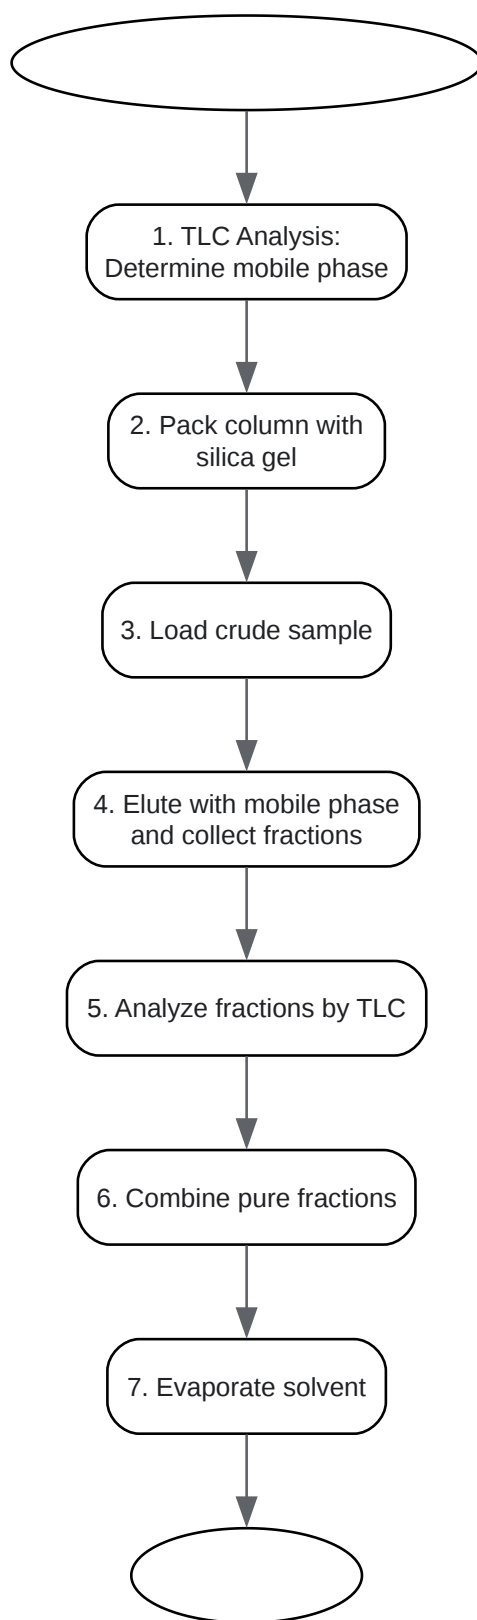 1. TLC Analysis:
Determine mobile phase
2. Pack column with
silica gel
3. Load crude sample
4. Elute with mobile phase
and collect fractions
5. Analyze fractions by TLC
6. Combine pure fractions
7. Evaporate solvent